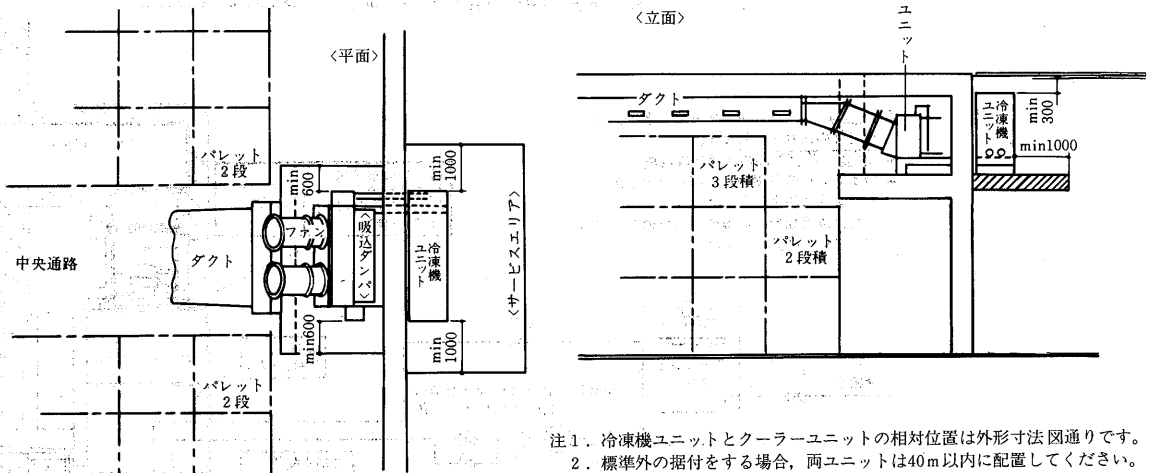 〈平面〉
パレット
2段
min
600
min
1000
中央通路
ダクト
ファン
〈吸込ダンパ〉
冷凍機
ユニット
〈サービスエリア〉
min600
min
1000
パレット
2段
〈立面〉
ユニット
ダクト
冷凍機
ユニット
min
300
min1000
パレット
3段積
パレット
2段積
注1．冷凍機ユニットとクーラーユニットの相対位置は外形寸法図通りです。
2．標準外の据付をする場合，両ユニットは40m以内に配置してください。